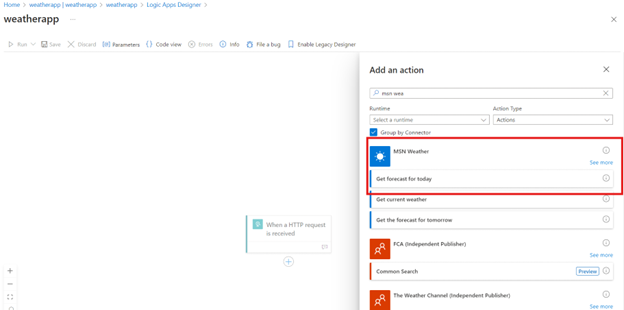 Home > weatherapp | weatherapp > weatherapp > Logic Apps Designer >
weatherapp ...
Run Save Discard Parameters Code view Errors Info File a bug Enable Legacy Designer
Add an action
msn wea
Runtime Action Type
Select a runtime Actions
Group by Connector
MSN Weather
See more
Get forecast for today
Get current weather
Get the forecast for tomorrow
When a HTTP request
is received
FCA (Independent Publisher)
See more
Common Search Preview
The Weather Channel (Independent Publisher)
See more